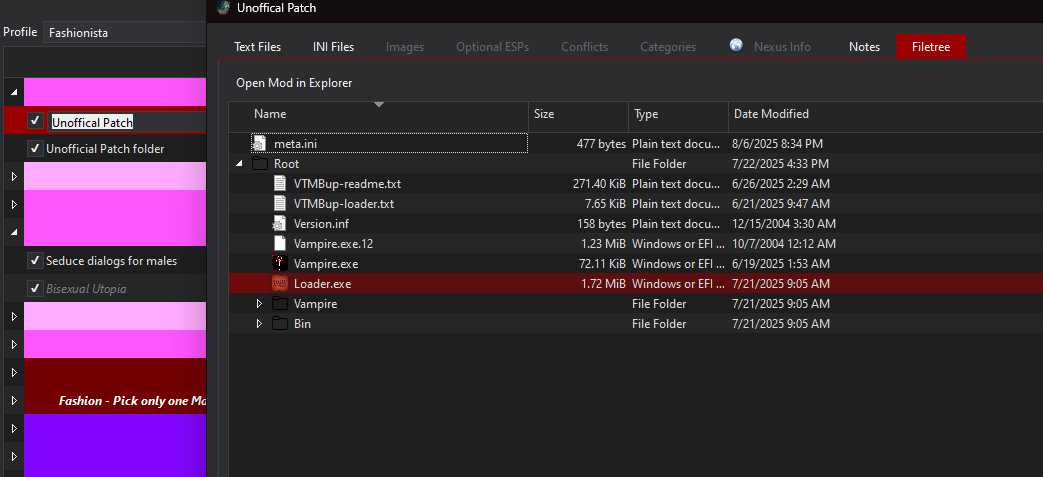 Unoffical Patch
Profile Fashionista
Text Files INI Files Images Optional ESPs Conflicts Categories Nexus Info Notes Filetree
Open Mod in Explorer
Name Size Type Date Modified
Unoffical Patch
Unofficial Patch folder
Seduce dialogs for males
Bisexual Utopia
Fashion - Pick only one Ma
meta.ini 477 bytes Plain text docu... 8/6/2025 8:34 PM
Root File Folder 7/22/2025 4:33 PM
VTMBup-readme.txt 271.40 KiB Plain text docu... 6/26/2025 2:29 AM
VTMBup-loader.txt 7.65 KiB Plain text docu... 6/21/2025 9:47 AM
Version.inf 158 bytes Plain text docu... 12/15/2004 3:30 AM
Vampire.exe.12 1.23 MiB Windows or EFI ... 10/7/2004 12:12 AM
Vampire.exe 72.11 KiB Windows or EFI ... 6/19/2025 1:53 AM
Loader.exe 1.72 MiB Windows or EFI ... 7/21/2025 9:05 AM
Vampire File Folder 7/21/2025 9:05 AM
Bin File Folder 7/21/2025 9:05 AM